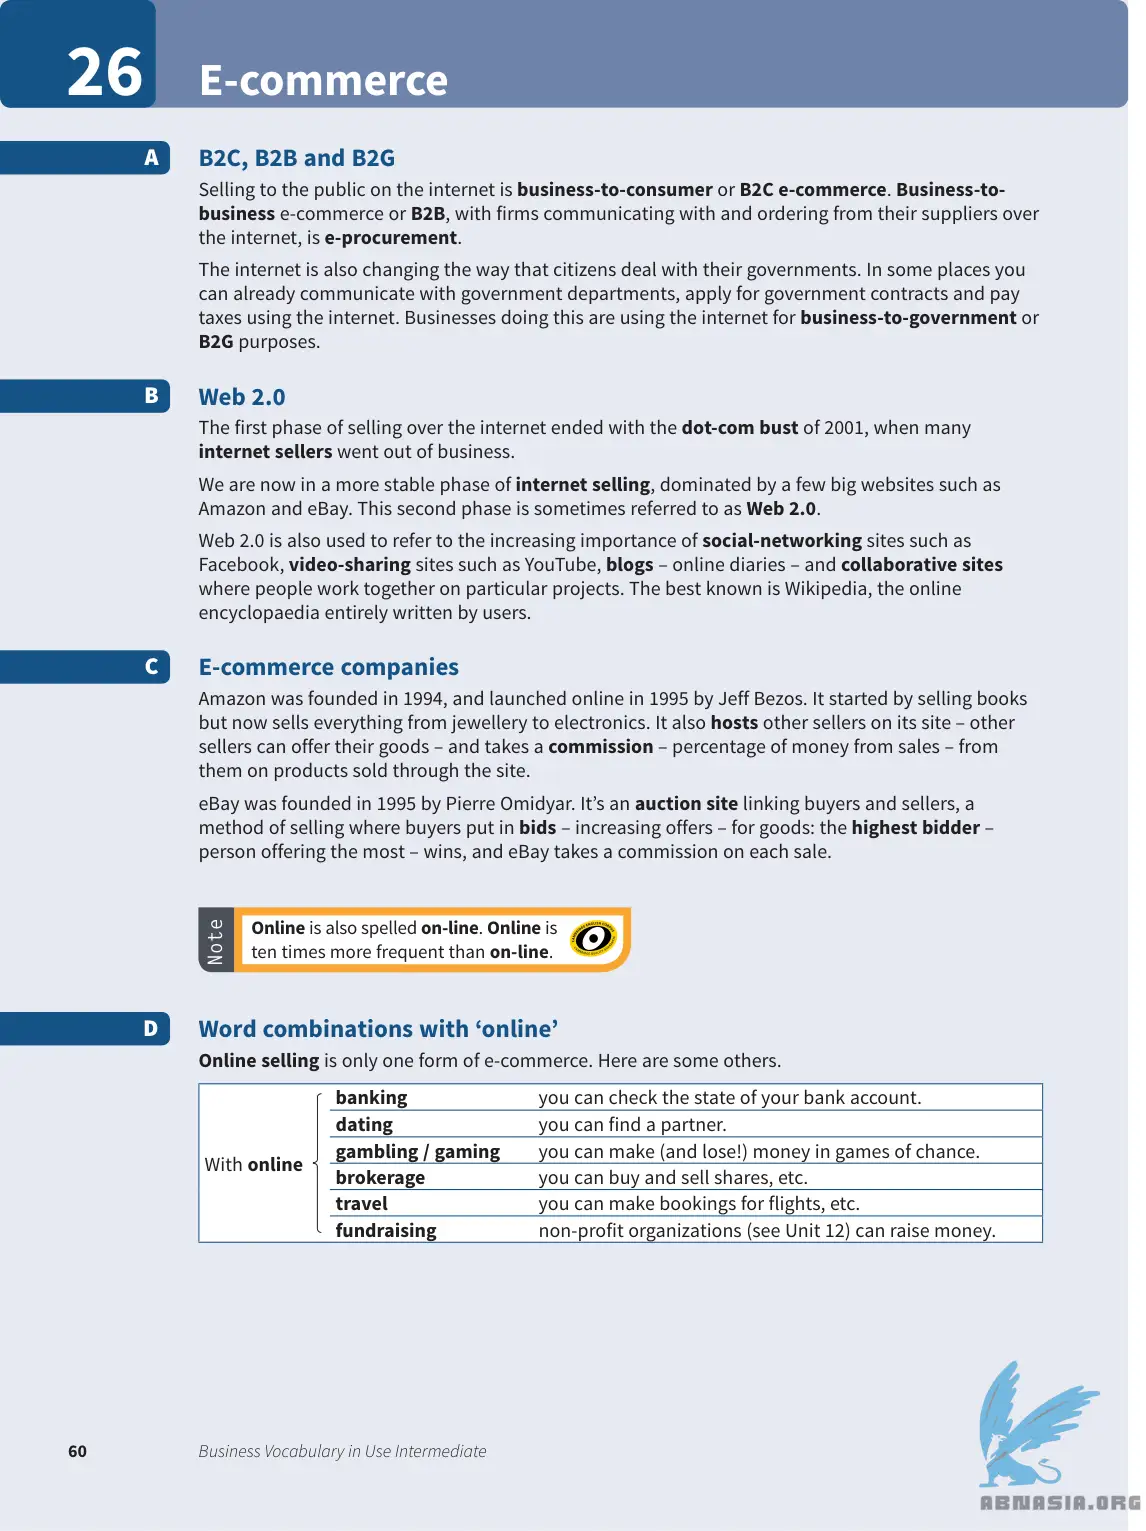 26
E-commerce
A
B2C, B2B and B2G
Selling to the public on the internet is business-to-consumer or B2C e-commerce. Business-to-
business e-commerce or B2B, with firms communicating with and ordering from their suppliers over
the internet, is e-procurement.
The internet is also changing the way that citizens deal with their governments. In some places you
can already communicate with government departments, apply for government contracts and pay
taxes using the internet. Businesses doing this are using the internet for business-to-government or
B2G purposes.
B
Web 2.0
The first phase of selling over the internet ended with the dot-com bust of 2001, when many
internet sellers went out of business.
We are now in a more stable phase of internet selling, dominated by a few big websites such as
Amazon and eBay. This second phase is sometimes referred to as Web 2.0.
Web 2.0 is also used to refer to the increasing importance of social-networking sites such as
Facebook, video-sharing sites such as YouTube, blogs – online diaries – and collaborative sites
where people work together on particular projects. The best known is Wikipedia, the online
encyclopaedia entirely written by users.
C
E-commerce companies
Amazon was founded in 1994, and launched online in 1995 by Jeff Bezos. It started by selling books
but now sells everything from jewellery to electronics. It also hosts other sellers on its site – other
sellers can offer their goods – and takes a commission – percentage of money from sales – from
them on products sold through the site.
eBay was founded in 1995 by Pierre Omidyar. It's an auction site linking buyers and sellers, a
method of selling where buyers put in bids – increasing offers – for goods: the highest bidder –
person offering the most – wins, and eBay takes a commission on each sale.
Note
Online is also spelled on-line. Online is
ten times more frequent than on-line.
D
Word combinations with ‘online’
Online selling is only one form of e-commerce. Here are some others.
With online
banking you can check the state of your bank account.
dating you can find a partner.
gambling / gaming you can make (and lose!) money in games of chance.
brokerage you can buy and sell shares, etc.
travel you can make bookings for flights, etc.
fundraising non-profit organizations (see Unit 12) can raise money.
60
Business Vocabulary in Use Intermediate
ABNASIA.ORG